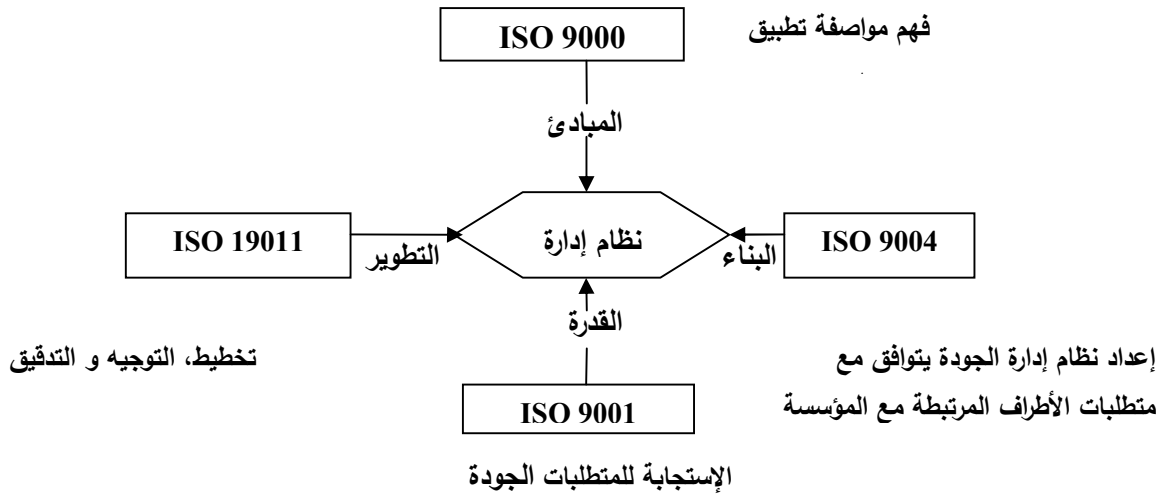 فهم مواصفة تطبيق
ISO 9000
المبادئ
ISO 9004
البناء
نظام إدارة
التطوير
ISO 19011
القدرة
إعداد نظام إدارة الجودة يتوافق مع
متطلبات الأطراف المرتبطة مع المؤسسة
تخطيط، التوجيه و التدقيق
ISO 9001
الإستجابة للمتطلبات الجودة